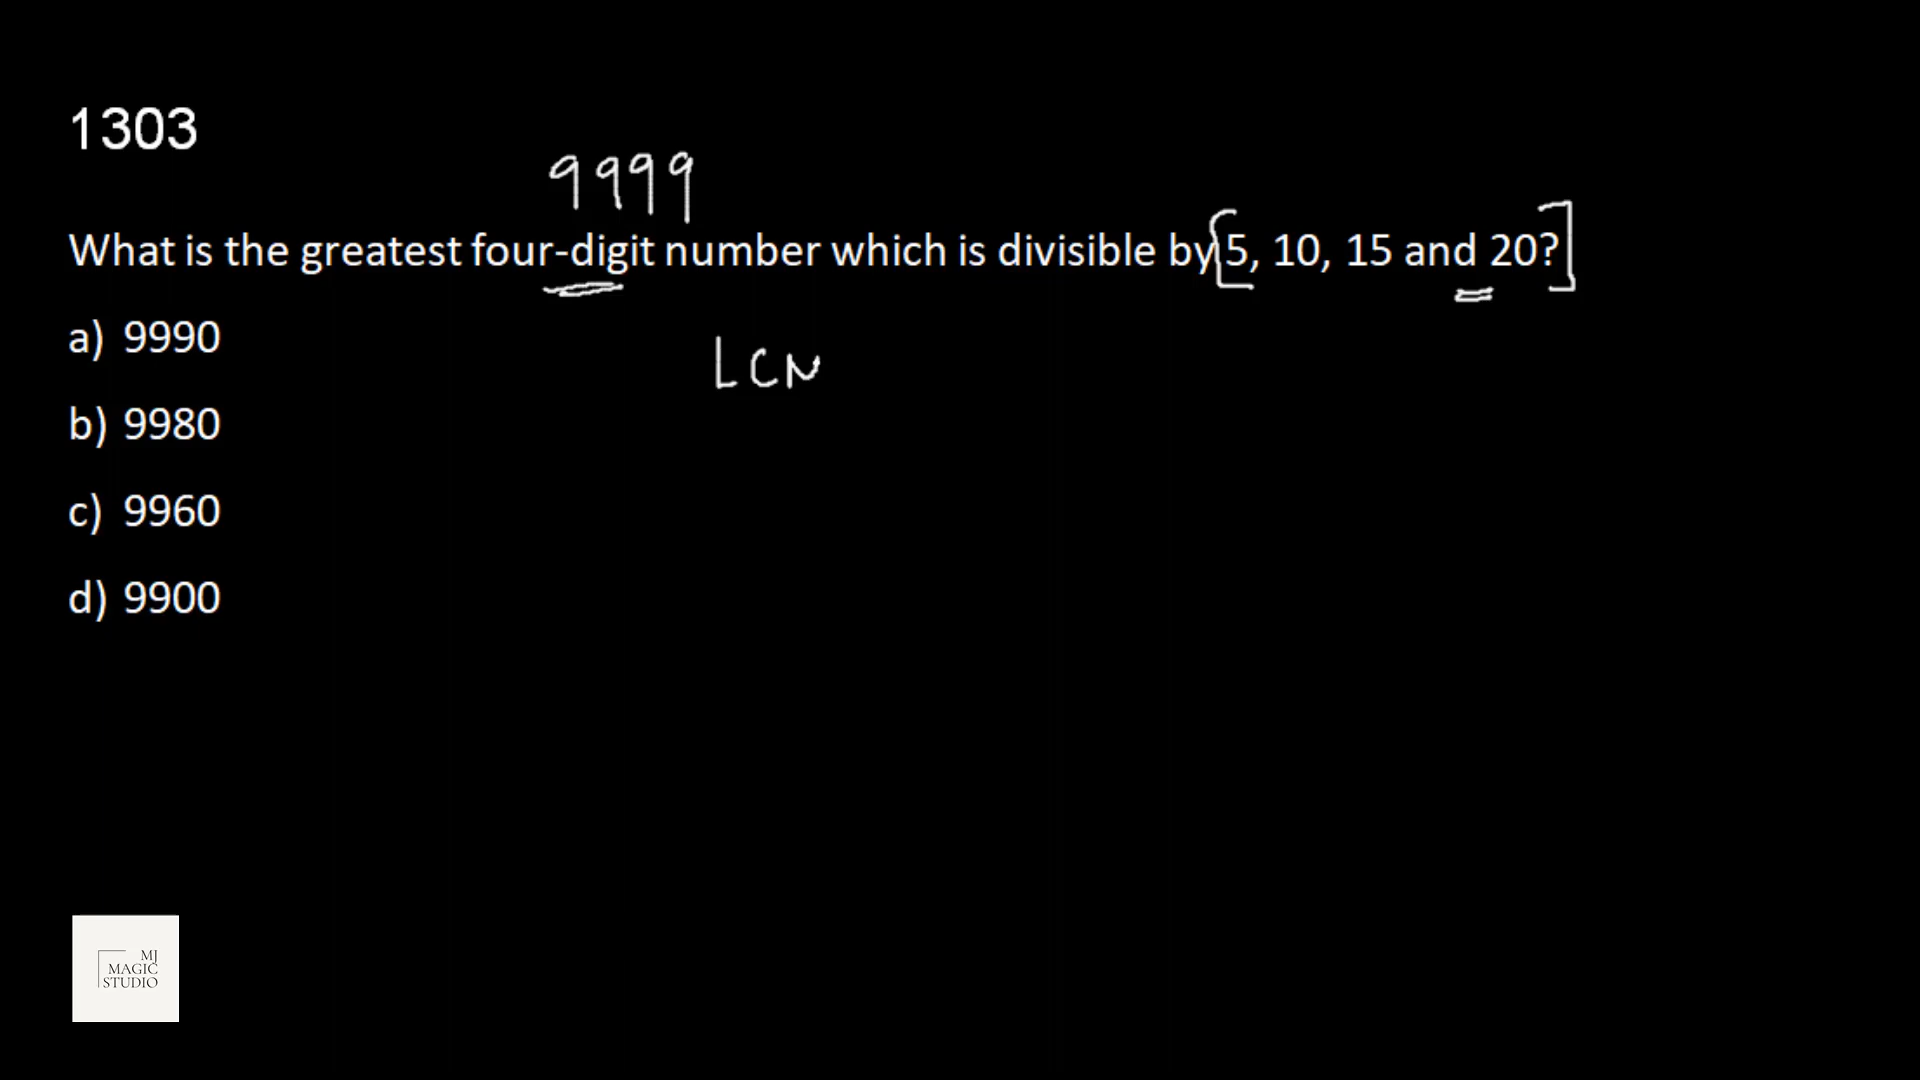 1303
9999
What is the greatest four-digit number which is divisible by [5, 10, 15 and 20?]
LCN
a) 9990
b) 9980
c) 9960
d) 9900
MJ
MAGIC
STUDIO